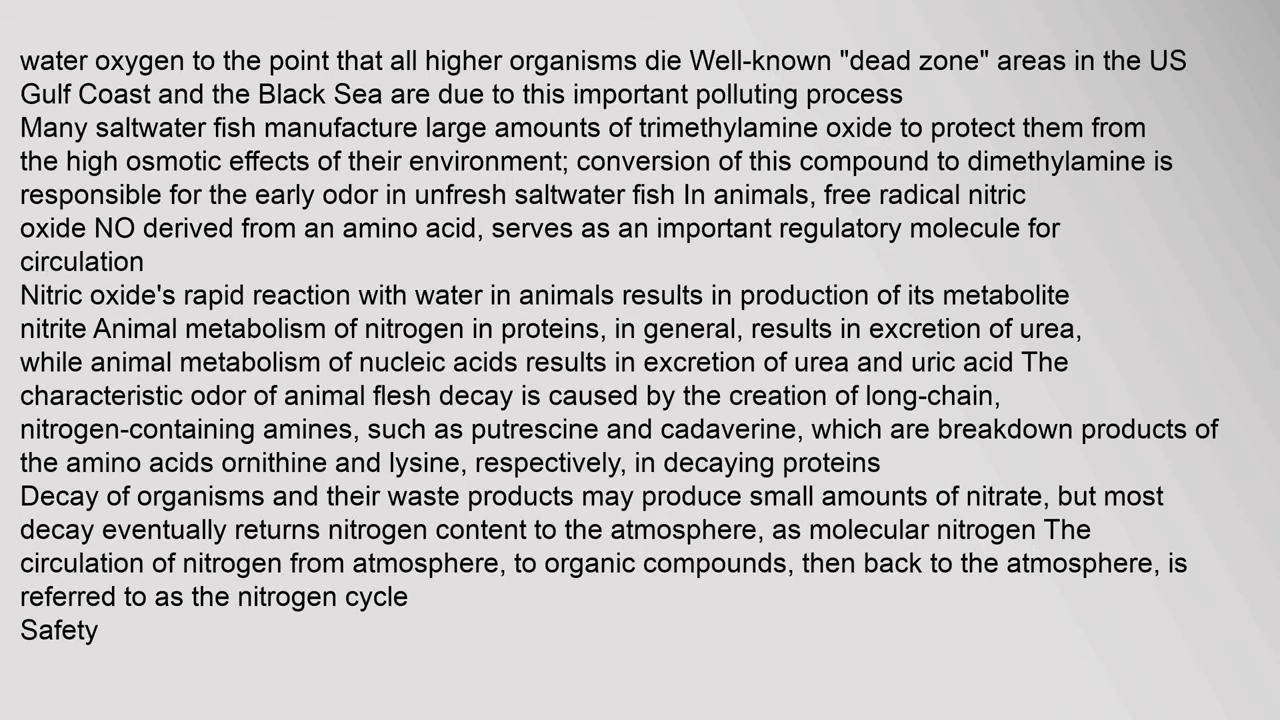 water oxygen to the point that all higher organisms die Well-known "dead zone" areas in the US
Gulf Coast and the Black Sea are due to this important polluting process
Many saltwater fish manufacture large amounts of trimethylamine oxide to protect them from
the high osmotic effects of their environment; conversion of this compound to dimethylamine is
responsible for the early odor in unfresh saltwater fish In animals, free radical nitric
oxide NO derived from an amino acid, serves as an important regulatory molecule for
circulation
Nitric oxide's rapid reaction with water in animals results in production of its metabolite
nitrite Animal metabolism of nitrogen in proteins, in general, results in excretion of urea,
while animal metabolism of nucleic acids results in excretion of urea and uric acid The
characteristic odor of animal flesh decay is caused by the creation of long-chain,
nitrogen-containing amines, such as putrescine and cadaverine, which are breakdown products of
the amino acids ornithine and lysine, respectively, in decaying proteins
Decay of organisms and their waste products may produce small amounts of nitrate, but most
decay eventually returns nitrogen content to the atmosphere, as molecular nitrogen The
circulation of nitrogen from atmosphere, to organic compounds, then back to the atmosphere, is
referred to as the nitrogen cycle
Safety